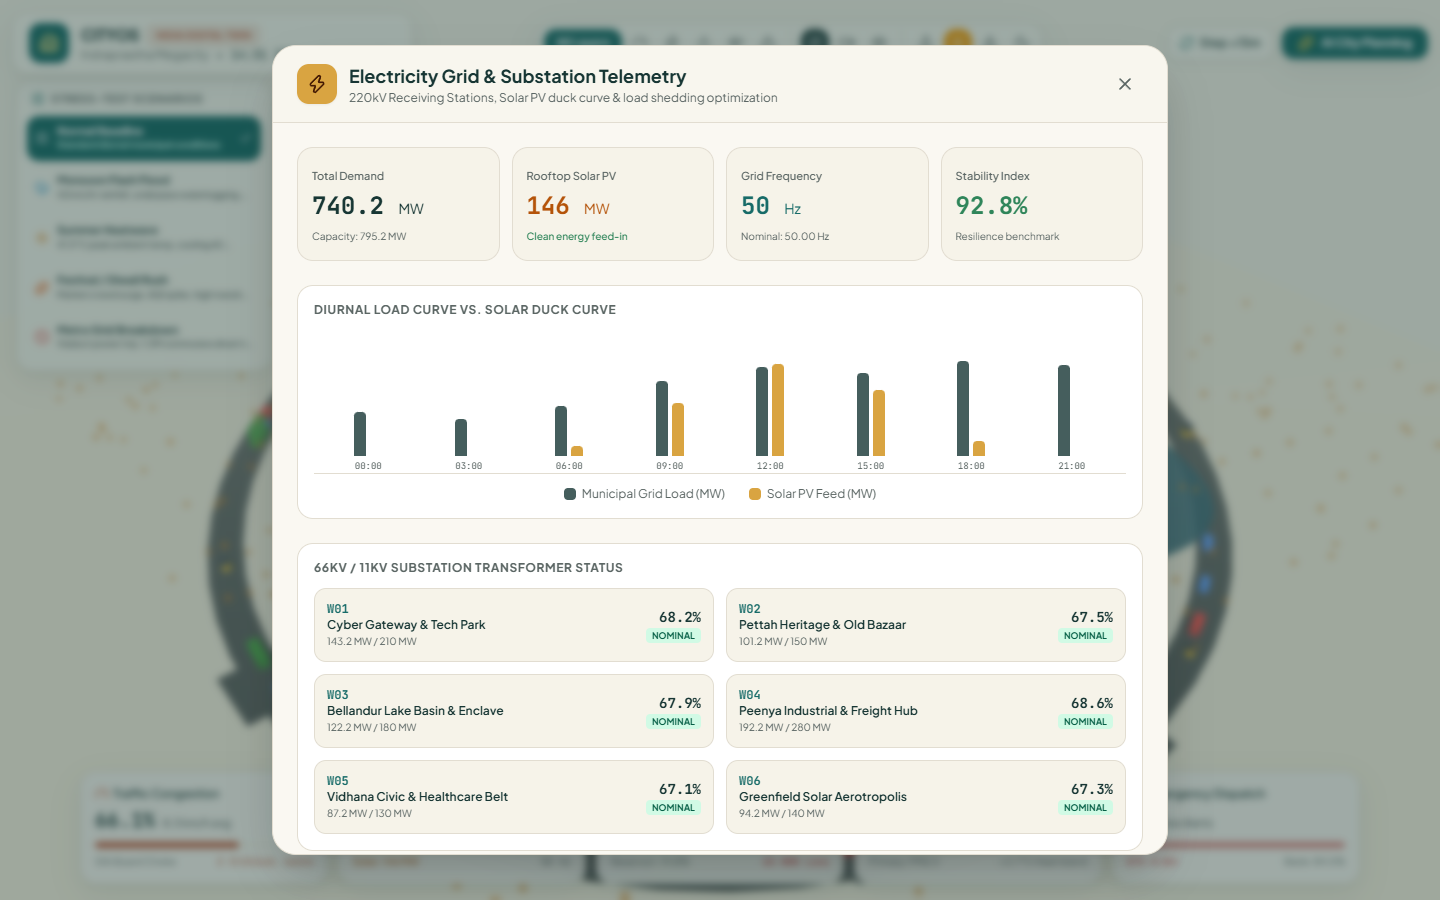 Electricity Grid & Substation Telemetry
220kV Receiving Stations, Solar PV duck curve & load shedding optimization
Total Demand
740.2 MW
Capacity: 795.2 MW
Rooftop Solar PV
146 MW
Clean energy feed-in
Grid Frequency
50 Hz
Nominal: 50.00 Hz
Stability Index
92.8%
Resilience benchmark
DIURNAL LOAD CURVE VS. SOLAR DUCK CURVE
00:00 03:00 06:00 09:00 12:00 15:00 18:00 21:00
Municipal Grid Load (MW) Solar PV Feed (MW)
66KV / 11KV SUBSTATION TRANSFORMER STATUS
W01
Cyber Gateway & Tech Park
143.2 MW / 210 MW
68.2%
NOMINAL
W02
Pettah Heritage & Old Bazaar
101.2 MW / 150 MW
67.5%
NOMINAL
W03
Bellandur Lake Basin & Enclave
122.2 MW / 180 MW
67.9%
NOMINAL
W04
Peenya Industrial & Freight Hub
192.2 MW / 280 MW
68.6%
NOMINAL
W05
Vidhana Civic & Healthcare Belt
87.2 MW / 130 MW
67.1%
NOMINAL
W06
Greenfield Solar Aerotropolis
94.2 MW / 140 MW
67.3%
NOMINAL
Traffic Congestion
AI City Planning